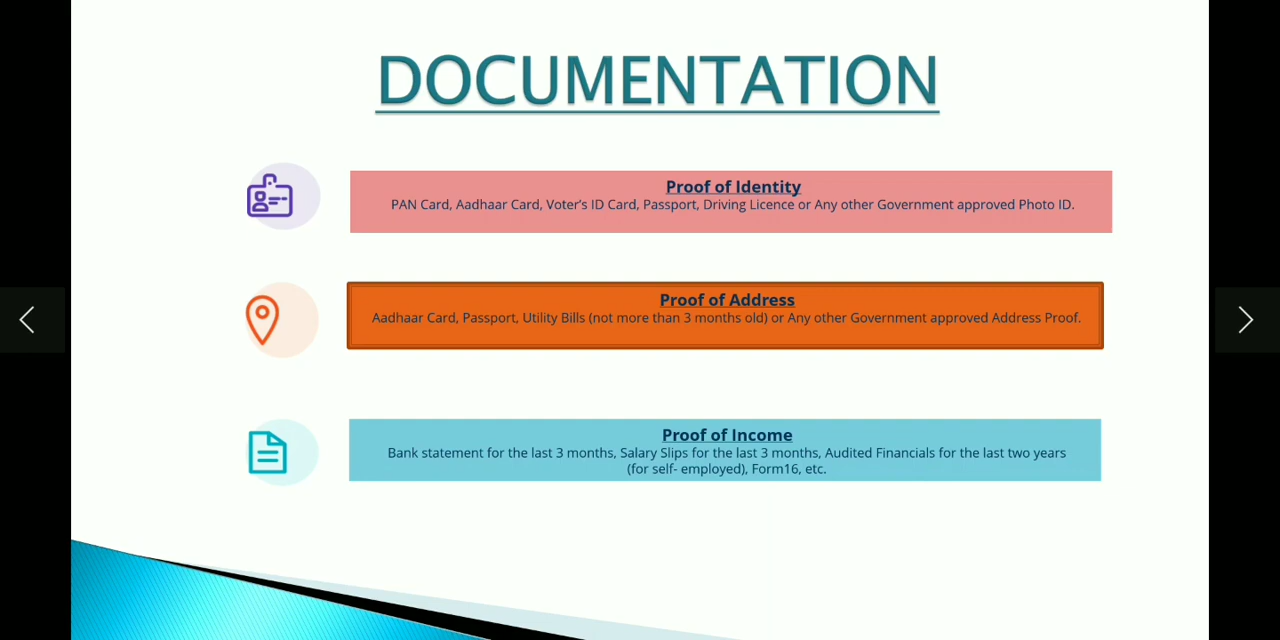 DOCUMENTATION
Proof of Identity
PAN Card, Aadhaar Card, Voter's ID Card, Passport, Driving Licence or Any other Government approved Photo ID.
Proof of Address
Aadhaar Card, Passport, Utility Bills (not more than 3 months old) or Any other Government approved Address Proof.
Proof of Income
Bank statement for the last 3 months, Salary Slips for the last 3 months, Audited Financials for the last two years
(for self- employed), Form16, etc.